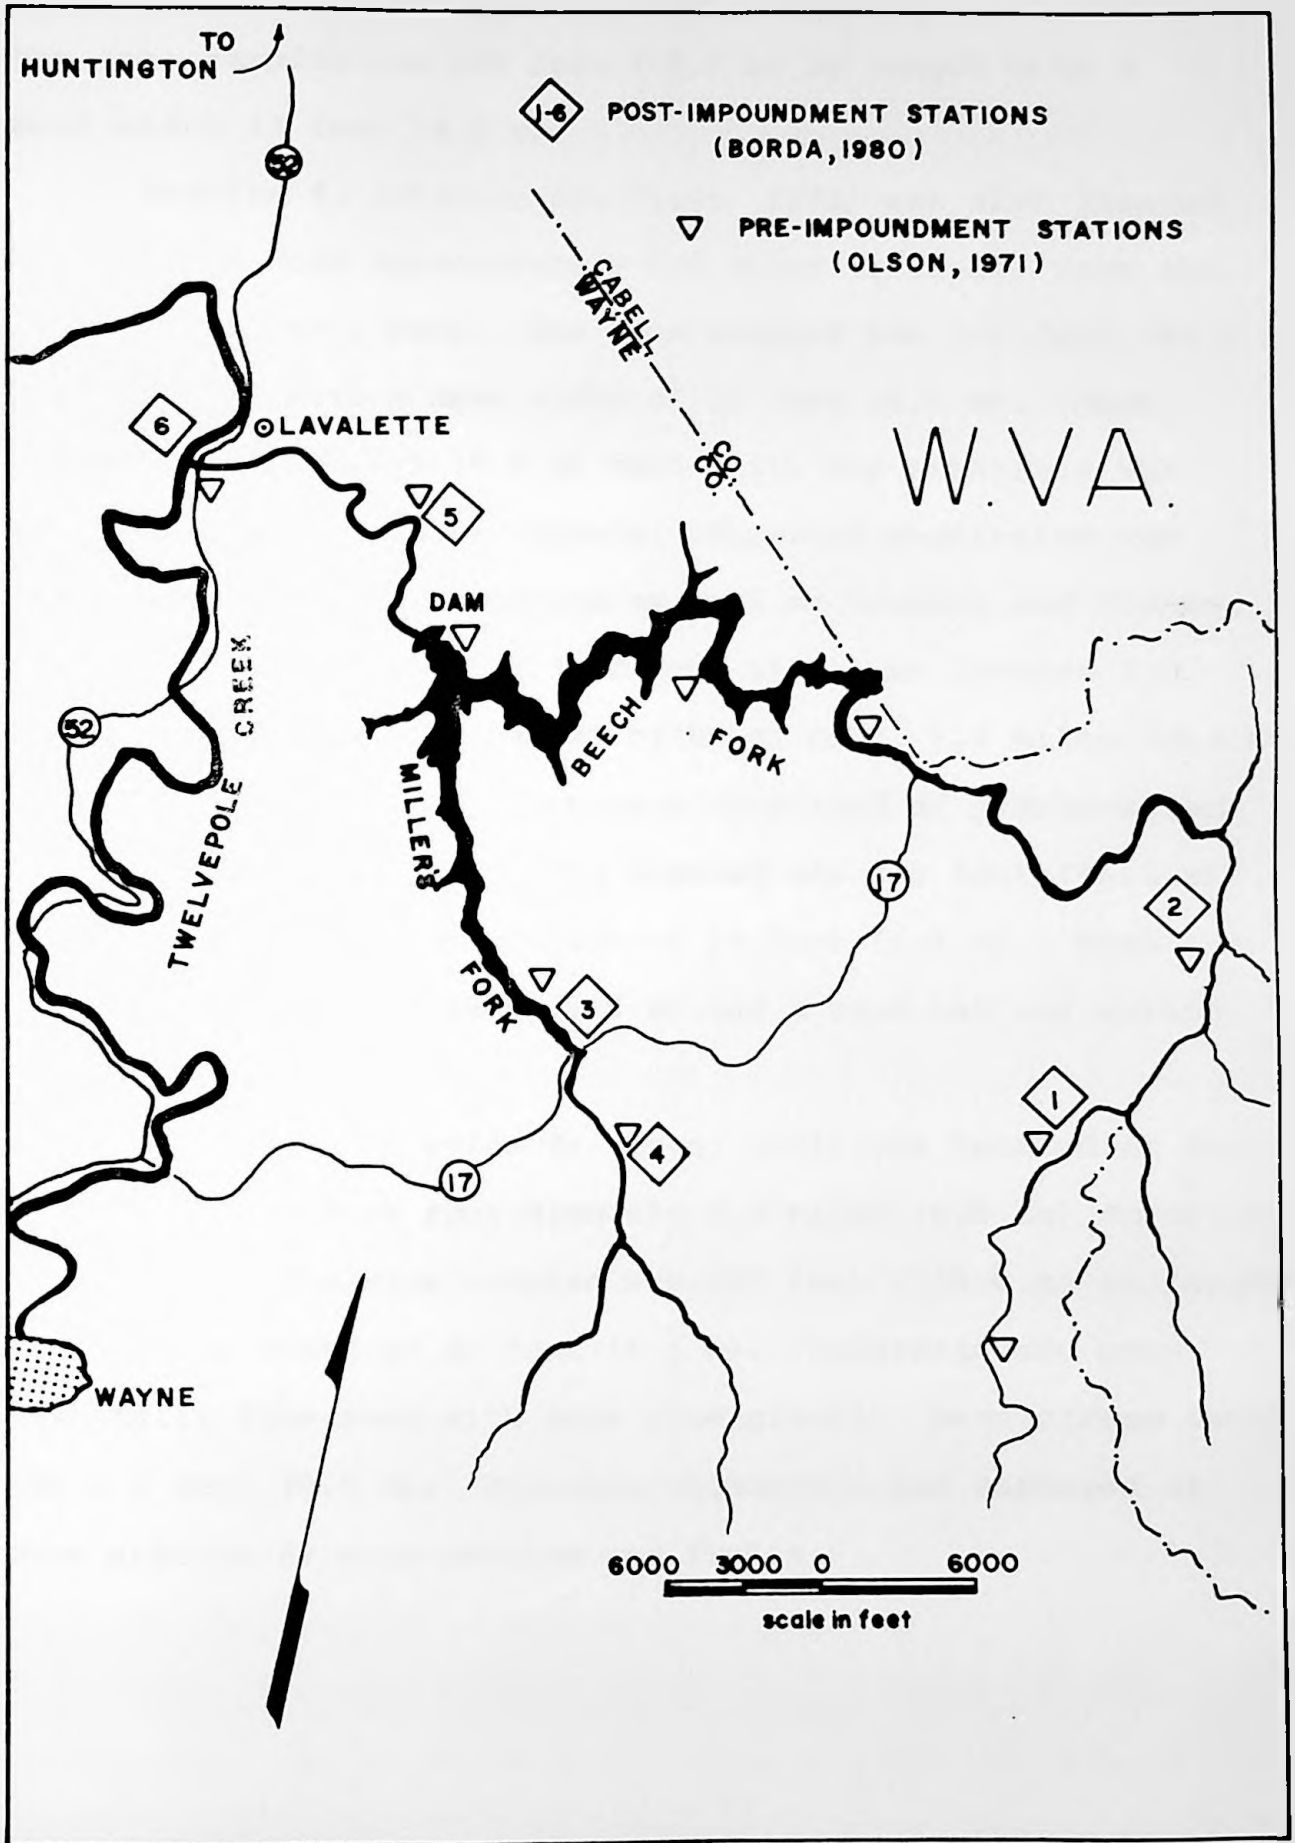 TO
HUNTINGTON
52
1-6 POST-IMPOUNDMENT STATIONS
(BORDA, 1980)
PRE-IMPOUNDMENT STATIONS
(OLSON, 1971)
CABELL
WAYNE
CO.
CO.
W.VA.
6
LAVALETTE
5
DAM
BEECH
FORK
52
TWELVEPOLE CREEK
MILLER'S
FORK
17
2
3
1
4
17
WAYNE
6000 3000 0 6000
scale in feet